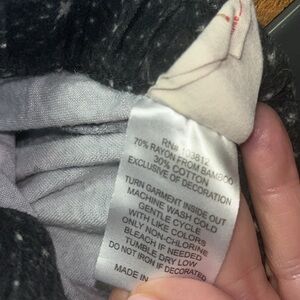 RN# 103812
70% RAYON FROM BAMBOO
30% COTTON
EXCLUSIVE OF DECORATION
TURN GARMENT INSIDE OUT
MACHINE WASH COLD
GENTLE CYCLE
WITH LIKE COLORS
ONLY NON-CHLORINE
BLEACH IF NEEDED
TUMBLE DRY LOW
DO NOT IRON IF DECORATED
MADE IN